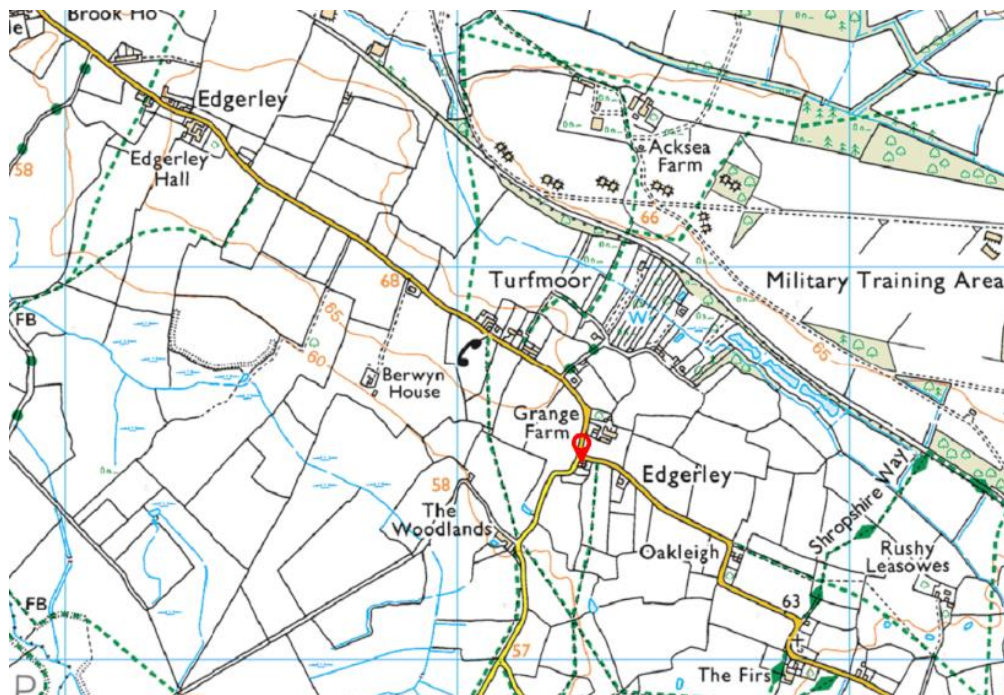 Brook Ho
Edgerley
Edgerley
Hall
58
Acksea
Farm
66
68
Turfmoor
Military Training Area
FB
65
60
W
65
Berwyn
House
Grange
Farm
58
Edgerley
The
Woodlands
Shropshire Way
Oakleigh
Rushy
Leasowes
FB
63
57
The Firs
P